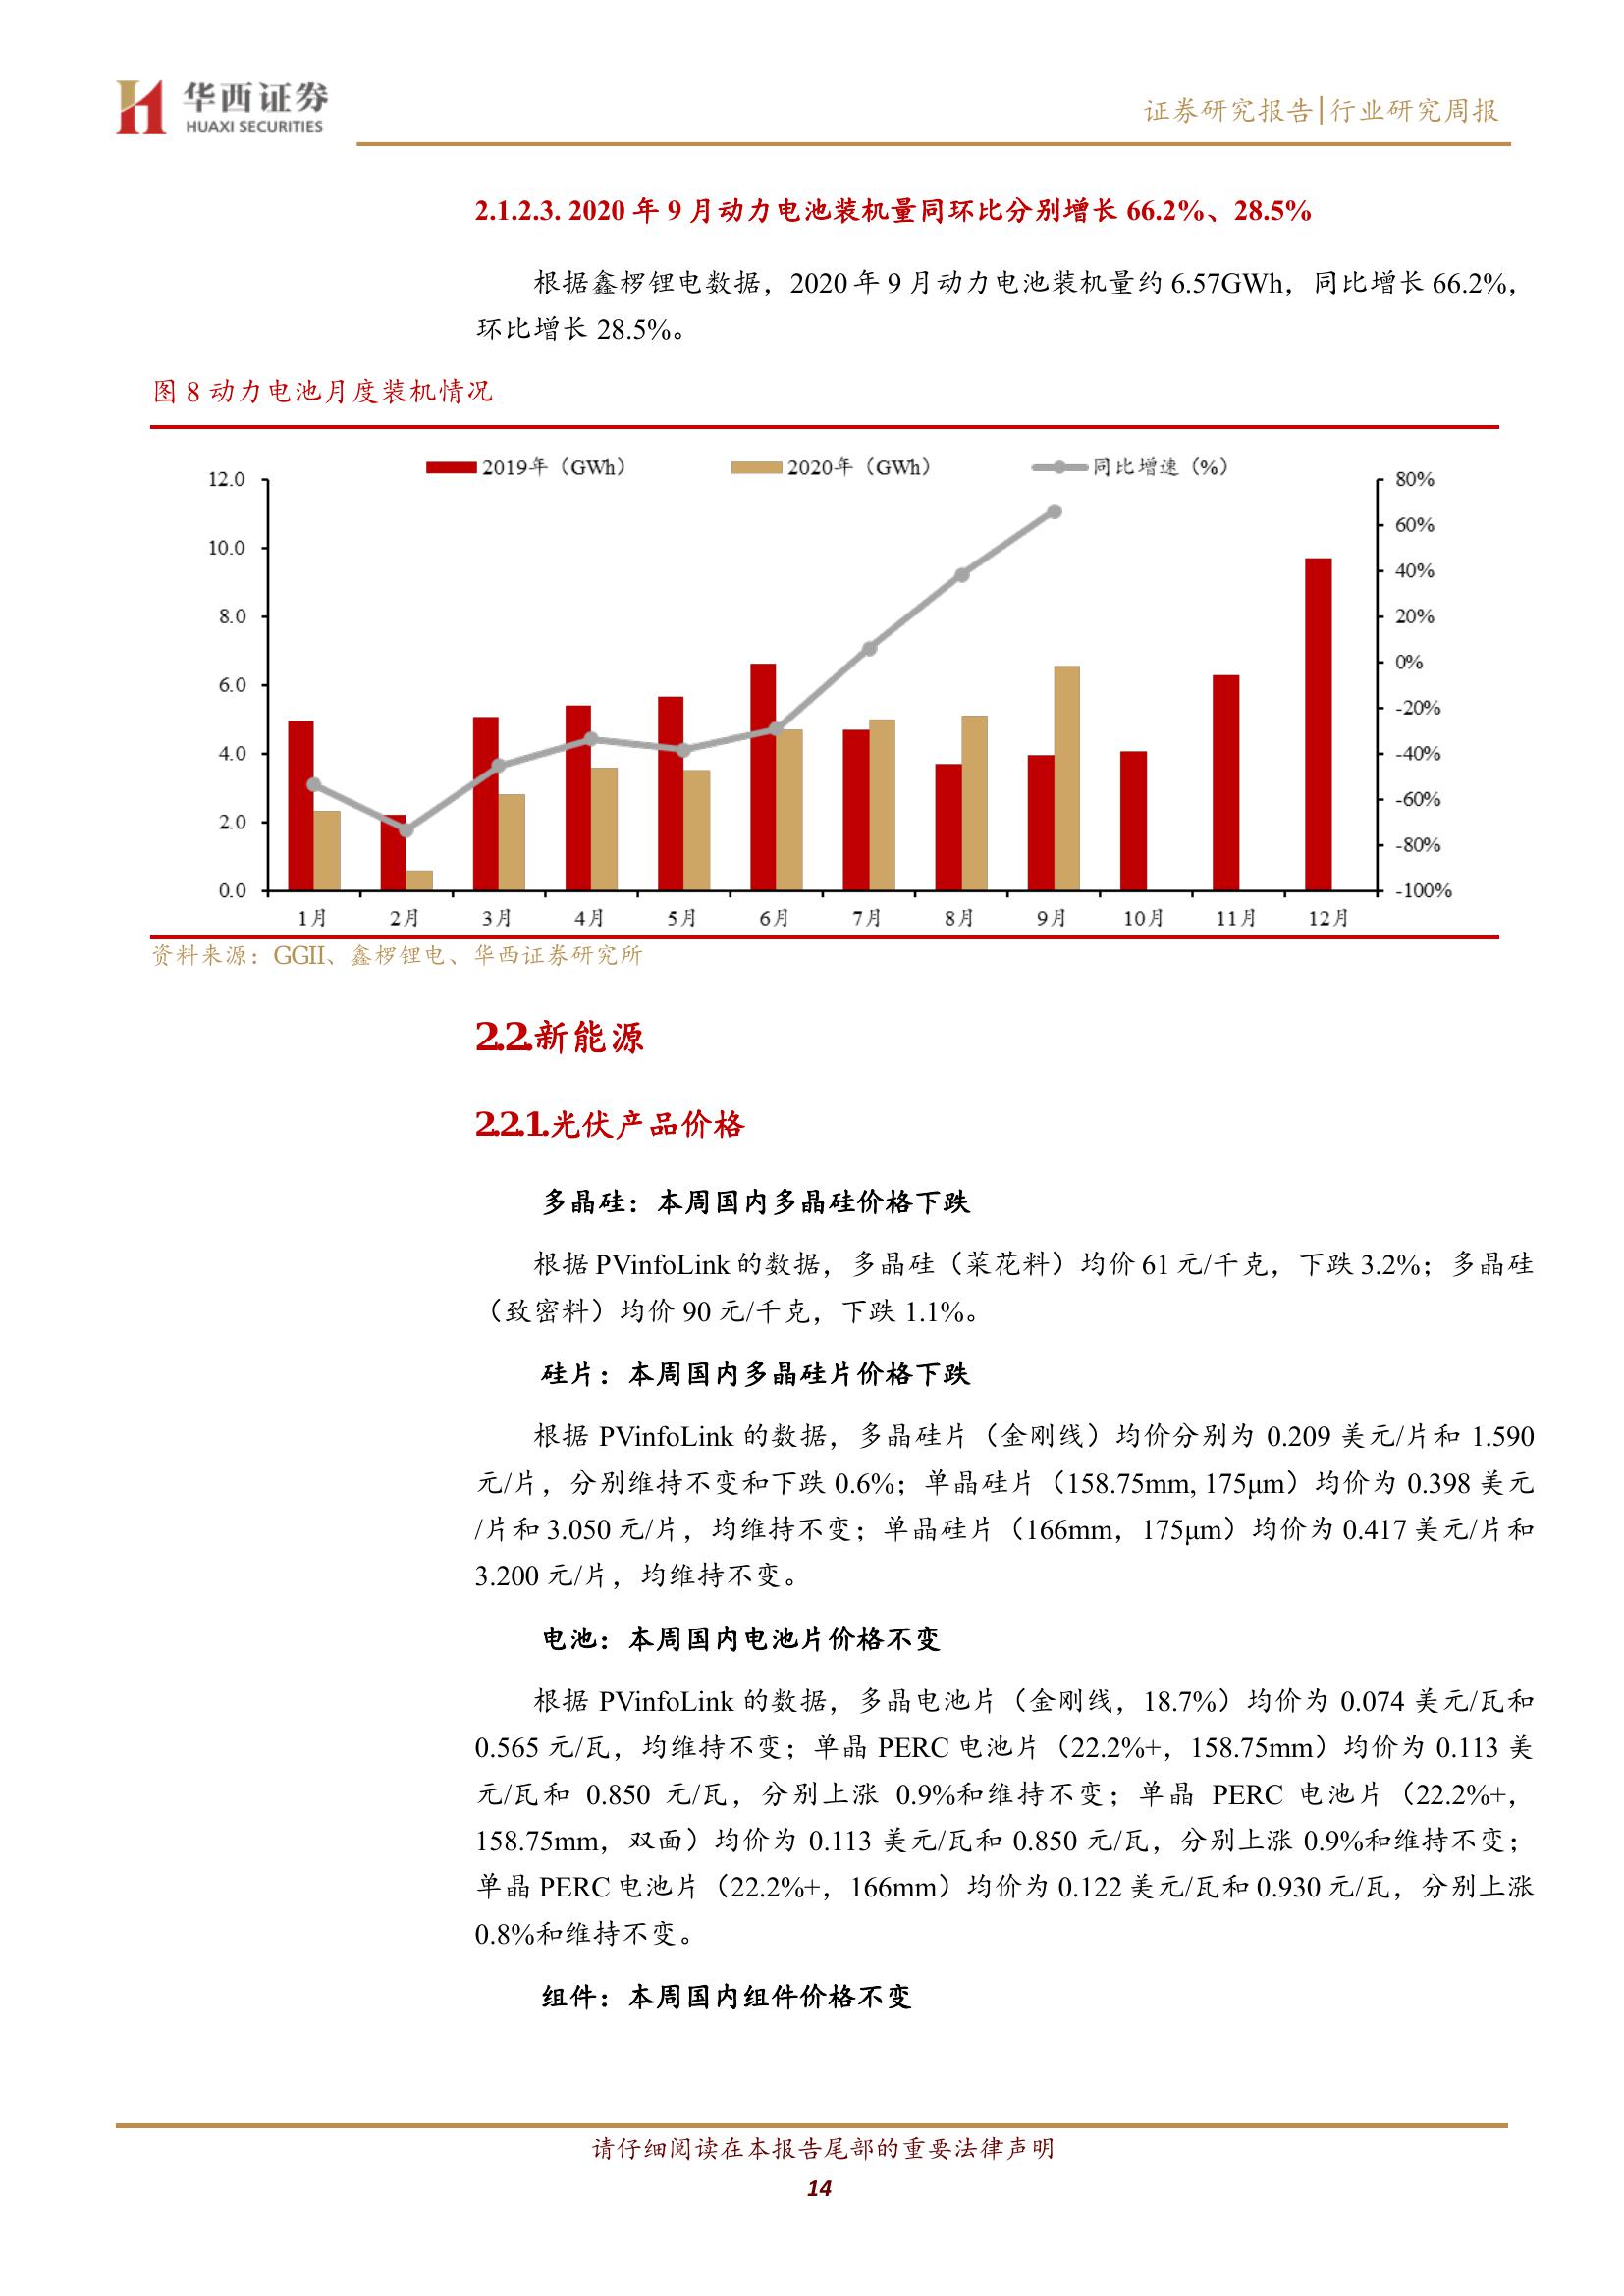 华西证券
HUAXI SECURITIES
证券研究报告|行业研究周报
2.1.2.3. 2020 年 9 月动力电池装机量同环比分别增长 66.2%、28.5%
根据鑫椤锂电数据，2020 年 9 月动力电池装机量约 6.57GWh，同比增长 66.2%，
环比增长 28.5%。
图 8 动力电池月度装机情况
2019年（GWh） 2020年（GWh） 同比增速（%）
12.0 80%
60%
10.0
40%
8.0 20%
0%
6.0
-20%
4.0 -40%
-60%
2.0
-80%
0.0 -100%
1月 2月 3月 4月 5月 6月 7月 8月 9月 10月 11月 12月
资料来源：GGII、鑫椤锂电、华西证券研究所
2.2.新能源
2.2.1.光伏产品价格
多晶硅：本周国内多晶硅价格下跌
根据 PVinfoLink 的数据，多晶硅（菜花料）均价 61 元/千克，下跌 3.2%；多晶硅
（致密料）均价 90 元/千克，下跌 1.1%。
硅片：本周国内多晶硅片价格下跌
根据 PVinfoLink 的数据，多晶硅片（金刚线）均价分别为 0.209 美元/片和 1.590
元/片，分别维持不变和下跌 0.6%；单晶硅片（158.75mm, 175μm）均价为 0.398 美元
/片和 3.050 元/片，均维持不变；单晶硅片（166mm，175μm）均价为 0.417 美元/片和
3.200 元/片，均维持不变。
电池：本周国内电池片价格不变
根据 PVinfoLink 的数据，多晶电池片（金刚线，18.7%）均价为 0.074 美元/瓦和
0.565 元/瓦，均维持不变；单晶 PERC 电池片（22.2%+，158.75mm）均价为 0.113 美
元/瓦和 0.850 元/瓦，分别上涨 0.9%和维持不变；单晶 PERC 电池片（22.2%+，
158.75mm，双面）均价为 0.113 美元/瓦和 0.850 元/瓦，分别上涨 0.9%和维持不变；
单晶 PERC 电池片（22.2%+，166mm）均价为 0.122 美元/瓦和 0.930 元/瓦，分别上涨
0.8%和维持不变。
组件：本周国内组件价格不变
请仔细阅读在本报告尾部的重要法律声明
14